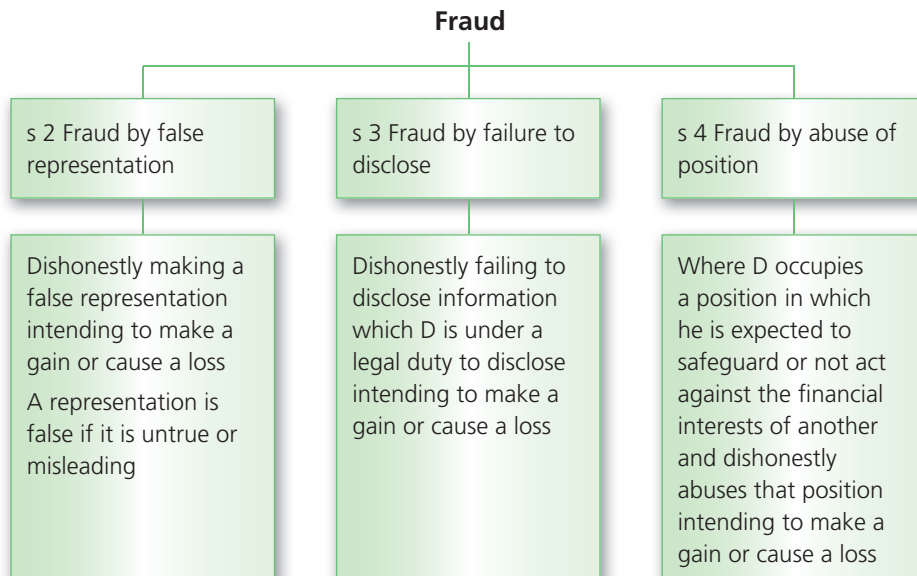 Fraud
s 2 Fraud by false
representation
Dishonestly making a
false representation
intending to make a
gain or cause a loss
A representation is
false if it is untrue or
misleading
s 3 Fraud by failure to
disclose
Dishonestly failing to
disclose information
which D is under a
legal duty to disclose
intending to make a
gain or cause a loss
s 4 Fraud by abuse of
position
Where D occupies
a position in which
he is expected to
safeguard or not act
against the financial
interests of another
and dishonestly
abuses that position
intending to make a
gain or cause a loss